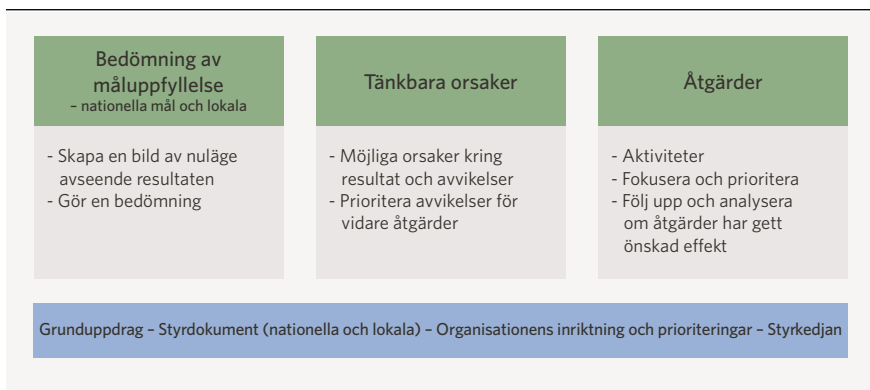 Bedömning av
måluppfyllelse
– nationella mål och lokala
- Skapa en bild av nuläge
avseende resultaten
- Gör en bedömning
Tänkbara orsaker
- Möjliga orsaker kring
resultat och avvikelser
- Prioritera avvikelser för
vidare åtgärder
Åtgärder
- Aktiviteter
- Fokusera och prioritera
- Följ upp och analysera
om åtgärder har gett
önskad effekt
Grunduppdrag – Styrdokument (nationella och lokala) – Organisationens inriktning och prioriteringar – Styrkedjan